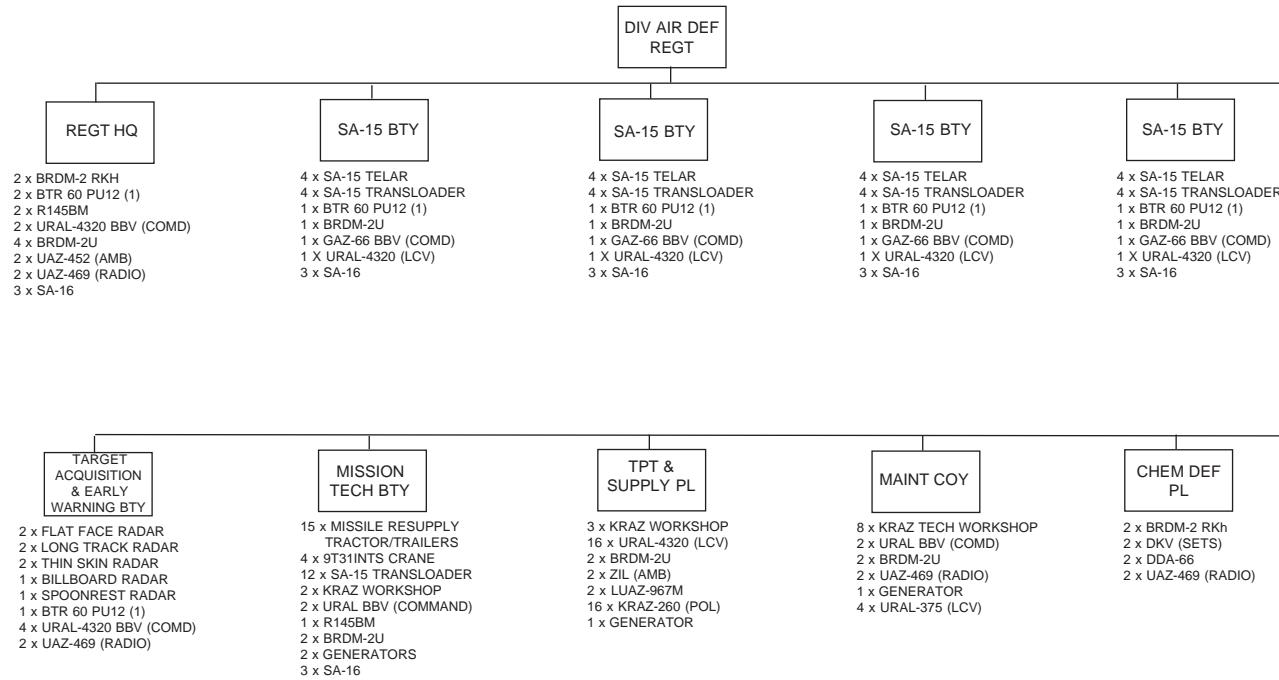 DIV AIR DEF
REGT
REGT HQ
2 x BRDM-2 RKH
2 x BTR 60 PU12 (1)
2 x R145BM
2 x URAL-4320 BBV (COMD)
4 x BRDM-2U
2 x UAZ-452 (AMB)
2 x UAZ-469 (RADIO)
3 x SA-16
SA-15 BTY
4 x SA-15 TELAR
4 x SA-15 TRANSLOADER
1 x BTR 60 PU12 (1)
1 x BRDM-2U
1 x GAZ-66 BBV (COMD)
1 X URAL-4320 (LCV)
3 x SA-16
SA-15 BTY
4 x SA-15 TELAR
4 x SA-15 TRANSLOADER
1 x BTR 60 PU12 (1)
1 x BRDM-2U
1 x GAZ-66 BBV (COMD)
1 X URAL-4320 (LCV)
3 x SA-16
SA-15 BTY
4 x SA-15 TELAR
4 x SA-15 TRANSLOADER
1 x BTR 60 PU12 (1)
1 x BRDM-2U
1 x GAZ-66 BBV (COMD)
1 X URAL-4320 (LCV)
3 x SA-16
SA-15 BTY
4 x SA-15 TELAR
4 x SA-15 TRANSLOADER
1 x BTR 60 PU12 (1)
1 x BRDM-2U
1 x GAZ-66 BBV (COMD)
1 X URAL-4320 (LCV)
3 x SA-16
TARGET
ACQUISITION
& EARLY
WARNING BTY
2 x FLAT FACE RADAR
2 x LONG TRACK RADAR
2 x THIN SKIN RADAR
1 x BILLBOARD RADAR
1 x SPOONREST RADAR
1 x BTR 60 PU12 (1)
4 x URAL-4320 BBV (COMD)
2 x UAZ-469 (RADIO)
MISSION
TECH BTY
15 x MISSILE RESUPPLY
TRACTOR/TRAILERS
4 x 9T31INTS CRANE
12 x SA-15 TRANSLOADER
2 x KRAZ WORKSHOP
2 x URAL BBV (COMMAND)
1 x R145BM
2 x BRDM-2U
2 x GENERATORS
3 x SA-16
TPT &
SUPPLY PL
3 x KRAZ WORKSHOP
16 x URAL-4320 (LCV)
2 x BRDM-2U
2 x ZIL (AMB)
2 x LUAZ-967M
16 x KRAZ-260 (POL)
1 x GENERATOR
MAINT COY
8 x KRAZ TECH WORKSHOP
2 x URAL BBV (COMD)
2 x BRDM-2U
2 x UAZ-469 (RADIO)
1 x GENERATOR
4 x URAL-375 (LCV)
CHEM DEF
PL
2 x BRDM-2 RKh
2 x DKV (SETS)
2 x DDA-66
2 x UAZ-469 (RADIO)